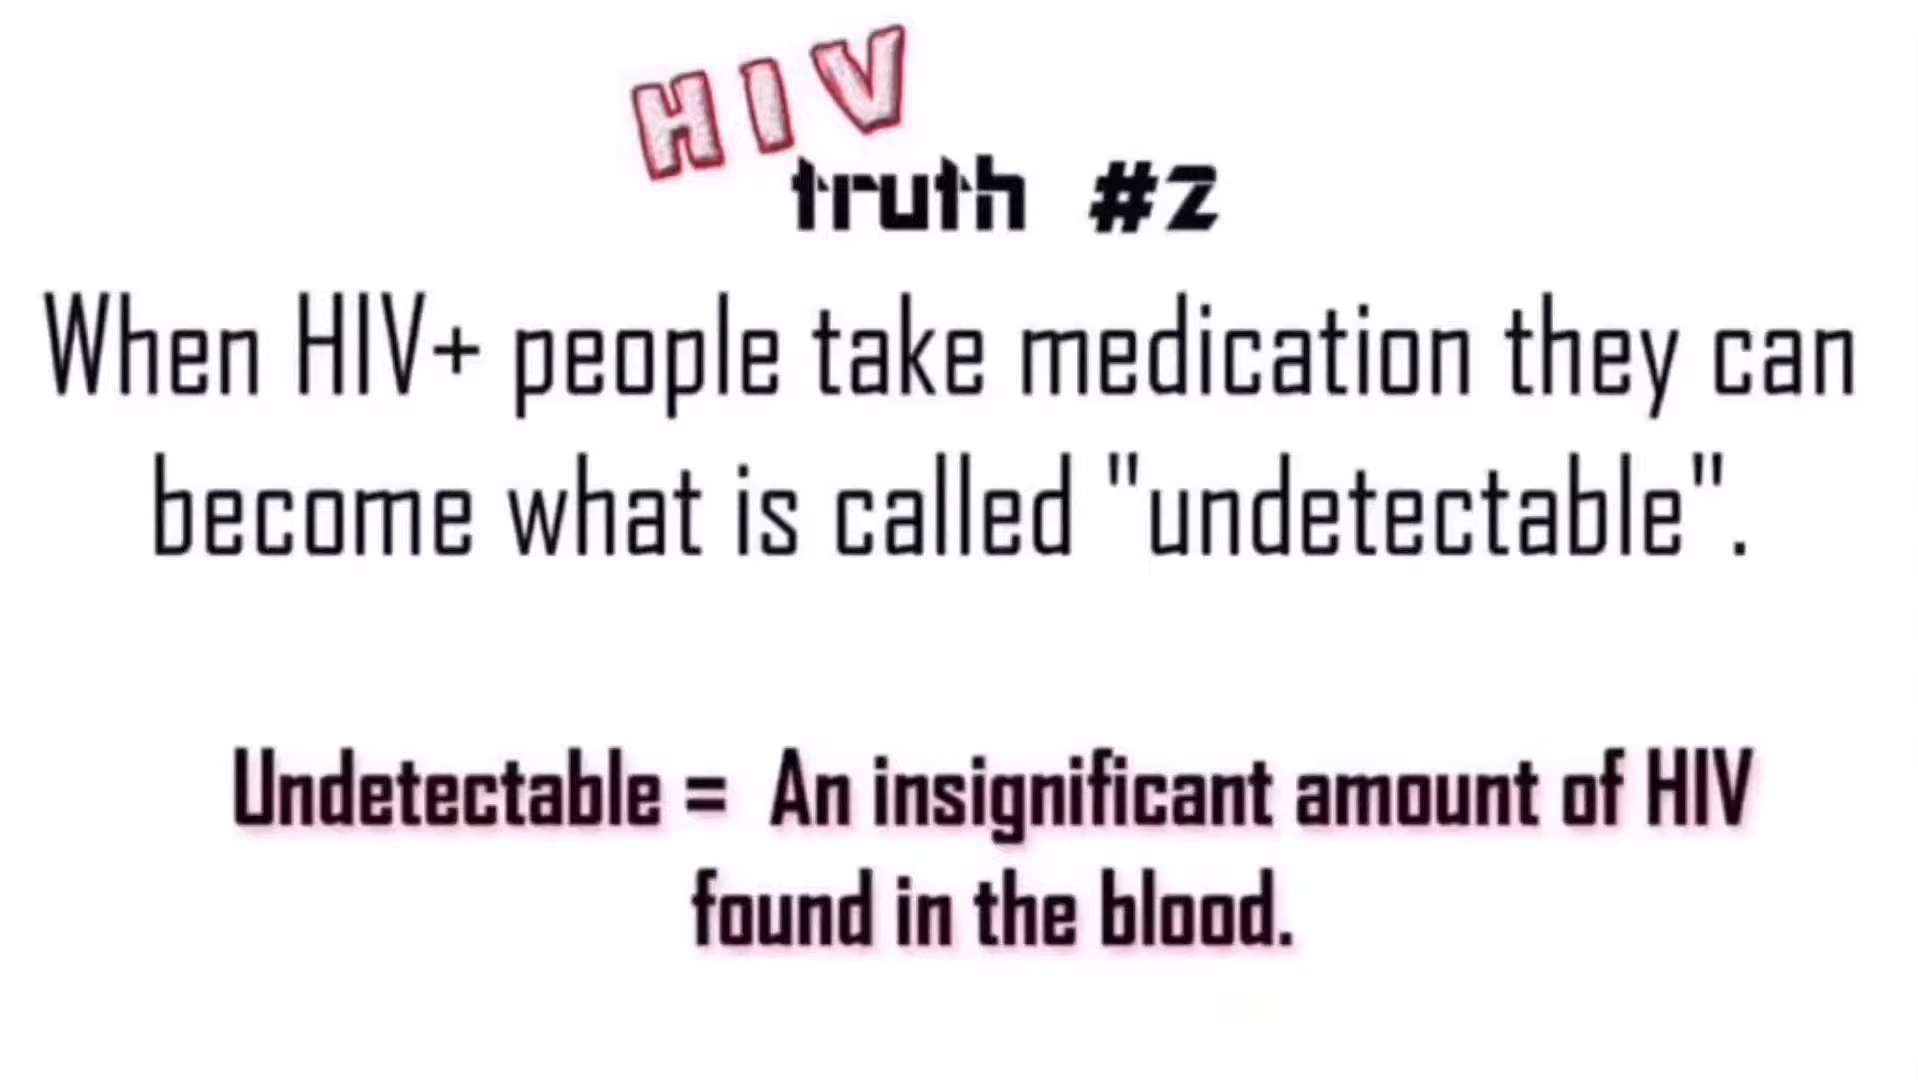 HIV
truth #2
When HIV+ people take medication they can
become what is called "undetectable".
Undetectable = An insignificant amount of HIV
found in the blood.